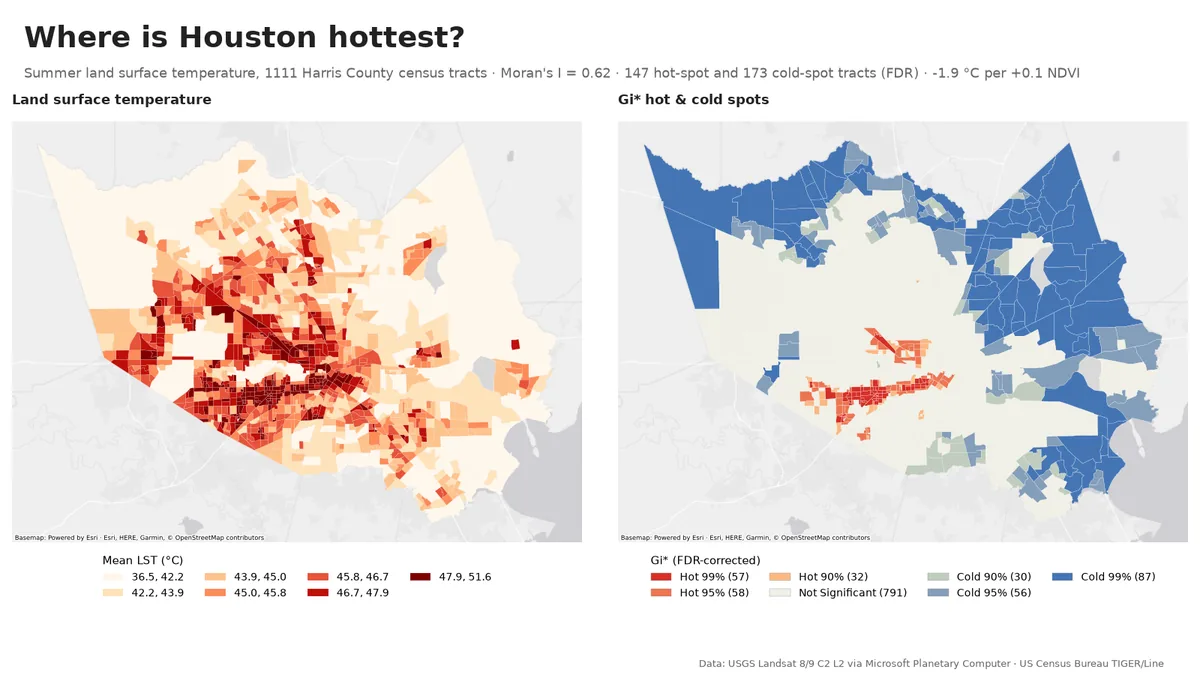 Where is Houston hottest?
Summer land surface temperature, 1111 Harris County census tracts · Moran's I = 0.62 · 147 hot-spot and 173 cold-spot tracts (FDR) · -1.9 °C per +0.1 NDVI
Land surface temperature
Gi* hot & cold spots
Basemap: Powered by Esri · Esri, HERE, Garmin, © OpenStreetMap contributors
Basemap: Powered by Esri · Esri, HERE, Garmin, © OpenStreetMap contributors
Mean LST (°C)
36.5, 42.2
42.2, 43.9
43.9, 45.0
45.0, 45.8
45.8, 46.7
46.7, 47.9
47.9, 51.6
Gi* (FDR-corrected)
Hot 99% (57)
Hot 95% (58)
Hot 90% (32)
Not Significant (791)
Cold 90% (30)
Cold 95% (56)
Cold 99% (87)
Data: USGS Landsat 8/9 C2 L2 via Microsoft Planetary Computer · US Census Bureau TIGER/Line